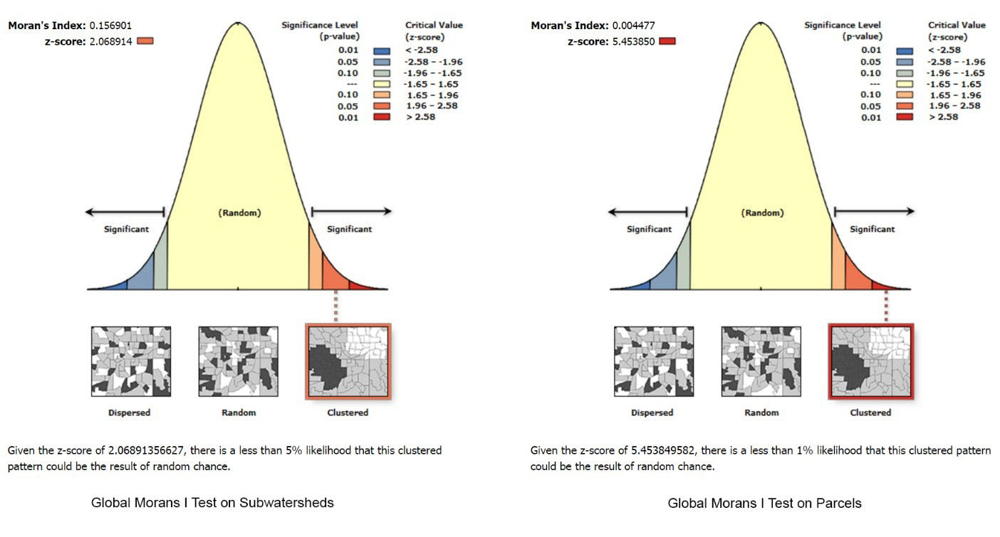 Moran's Index: 0.156901
z-score: 2.068914
Significance Level
(p-value)
Critical Value
(z-score)
0.01 < -2.58
0.05 -2.58 - -1.96
0.10 -1.96 - -1.65
--- -1.65 - 1.65
0.10 1.65 - 1.96
0.05 1.96 - 2.58
0.01 > 2.58
(Random)
Significant
Significant
Dispersed
Random
Clustered
Given the z-score of 2.06891356627, there is a less than 5% likelihood that this clustered
pattern could be the result of random chance.
Global Morans I Test on Subwatersheds
Moran's Index: 0.004477
z-score: 5.453850
Significance Level
(p-value)
Critical Value
(z-score)
0.01 < -2.58
0.05 -2.58 - -1.96
0.10 -1.96 - -1.65
--- -1.65 - 1.65
0.10 1.65 - 1.96
0.05 1.96 - 2.58
0.01 > 2.58
(Random)
Significant
Significant
Dispersed
Random
Clustered
Given the z-score of 5.453849582, there is a less than 1% likelihood that this clustered pattern
could be the result of random chance.
Global Morans I Test on Parcels